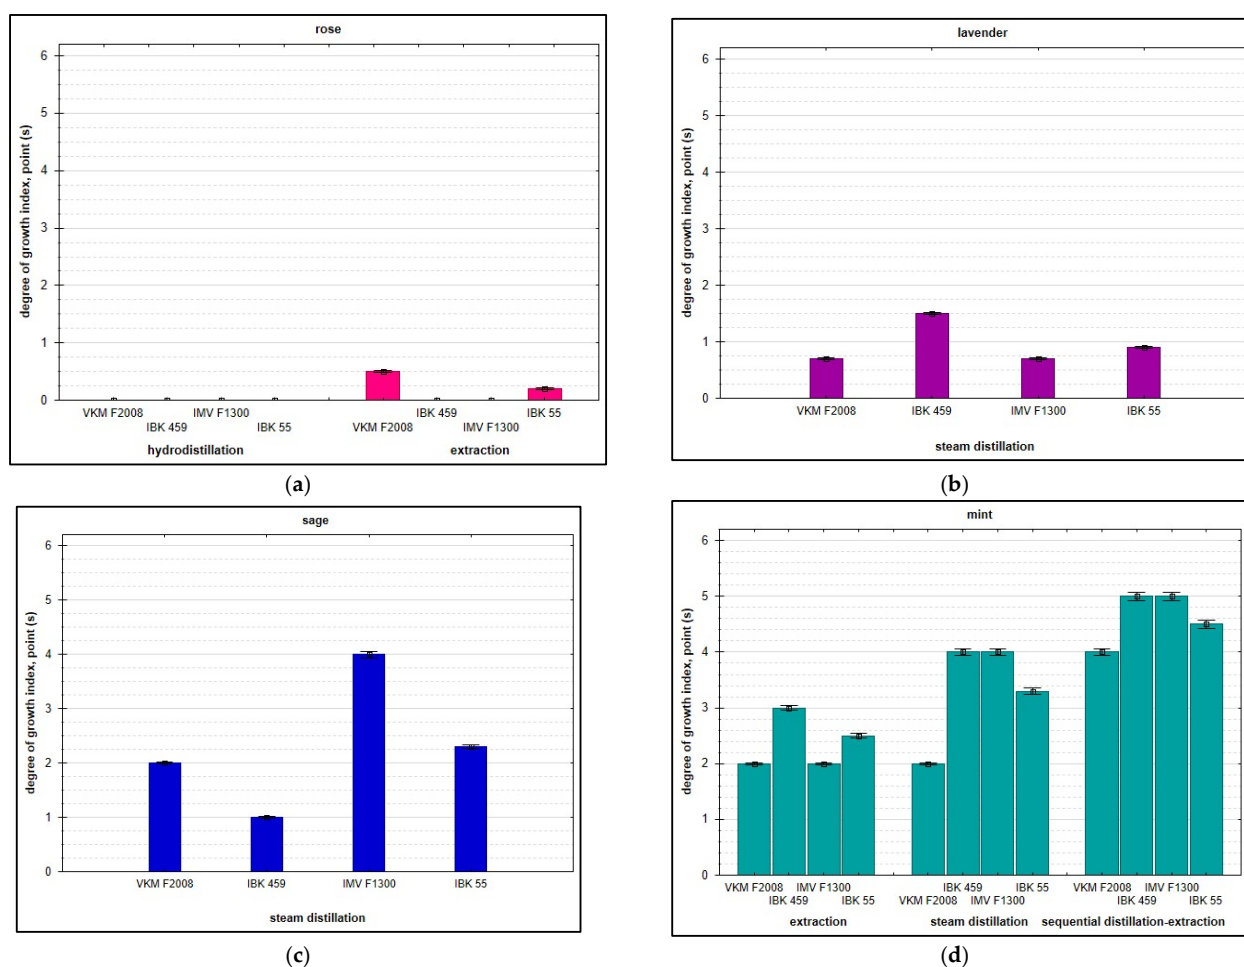 rose
degree of growth index, point (s)
6
5
4
3
2
1
0
VKM F2008 IMV F1300 VKM F2008 IBK 55
IBK 459 IBK 55 IBK 459
IMV F1300
hydrodistillation extraction
(a)
lavender
degree of growth index, point (s)
6
5
4
3
2
1
0
VKM F2008 IBK 459 IMV F1300 IBK 55
steam distillation
(b)
sage
degree of growth index, point (s)
6
5
4
3
2
1
0
VKM F2008 IBK 459 IMV F1300 IBK 55
steam distillation
(c)
mint
degree of growth index, point (s)
6
5
4
3
2
1
0
VKM F2008 IMV F1300 IBK 459 IBK 55 VKM F2008 IMV F1300
IBK 459 IBK 55 VKM F2008 IMV F1300 IBK 459 IBK 55
extraction steam distillation sequential distillation-extraction
(d)